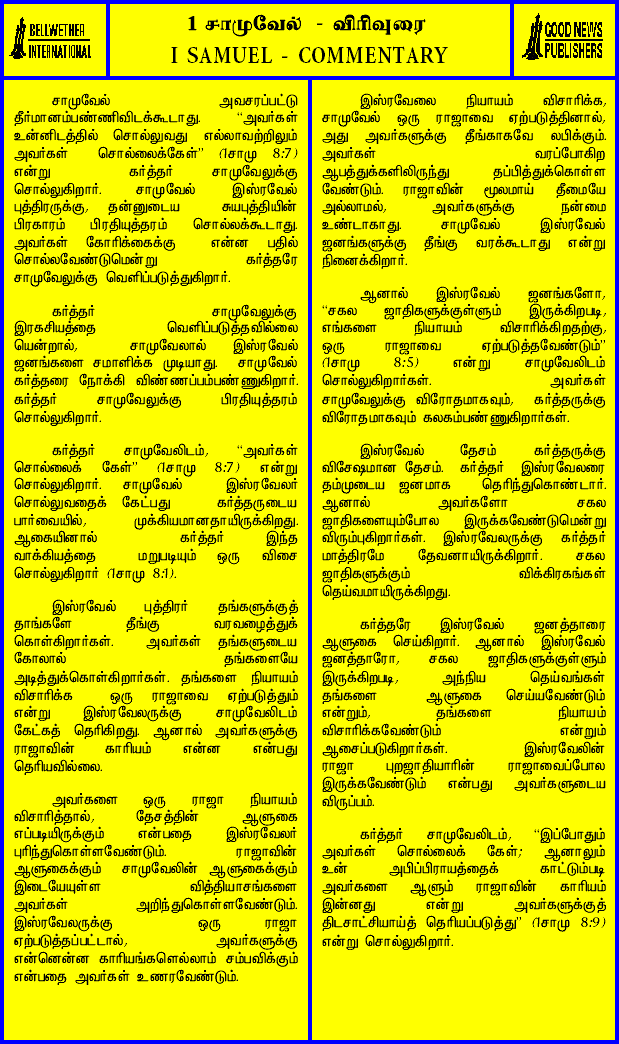 BELLWETHER
INTERNATIONAL
1 சாமுவேல் - விரிவுரை
I SAMUEL - COMMENTARY
GOOD NEWS
PUBLISHERS
சாமுவேல் அவசரப்பட்டு
தீர்மானம்பண்ணிவிடக்கூடாது. “அவர்கள்
உன்னிடத்தில் சொல்லுவது எல்லாவற்றிலும்
அவர்கள் சொல்லைக்கேள்” (1சாமு 8:7)
என்று கர்த்தர் சாமுவேலுக்கு
சொல்லுகிறார். சாமுவேல் இஸ்ரவேல்
புத்திரருக்கு, தன்னுடைய சுயபுத்தியின்
பிரகாரம் பிரதியுத்தரம் சொல்லக்கூடாது.
அவர்கள் கோரிக்கைக்கு என்ன பதில்
சொல்லவேண்டுமென்று கர்த்தரே
சாமுவேலுக்கு வெளிப்படுத்துகிறார்.
கர்த்தர் சாமுவேலுக்கு
இரகசியத்தை வெளிப்படுத்தவில்லை
யென்றால், சாமுவேலால் இஸ்ரவேல்
ஜனங்களை சமாளிக்க முடியாது. சாமுவேல்
கர்த்தரை நோக்கி விண்ணப்பம்பண்ணுகிறார்.
கர்த்தர் சாமுவேலுக்கு பிரதியுத்தரம்
சொல்லுகிறார்.
கர்த்தர் சாமுவேலிடம், “அவர்கள்
சொல்லைக் கேள்” (1சாமு 8:7) என்று
சொல்லுகிறார். சாமுவேல் இஸ்ரவேலர்
சொல்லுவதைக் கேட்பது கர்த்தருடைய
பார்வையில், முக்கியமானதாயிருக்கிறது.
ஆகையினால் கர்த்தர் இந்த
வாக்கியத்தை மறுபடியும் ஒரு விசை
சொல்லுகிறார் (1சாமு 8:1).
இஸ்ரவேல் புத்திரர் தங்களுக்குத்
தாங்களே தீங்கு வரவழைத்துக்
கொள்கிறார்கள். அவர்கள் தங்களுடைய
கோலால் தங்களையே
அடித்துக்கொள்கிறார்கள். தங்களை நியாயம்
விசாரிக்க ஒரு ராஜாவை ஏற்படுத்தும்
என்று இஸ்ரவேலருக்கு சாமுவேலிடம்
கேட்கத் தெரிகிறது. ஆனால் அவர்களுக்கு
ராஜாவின் காரியம் என்ன என்பது
தெரியவில்லை.
அவர்களை ஒரு ராஜா நியாயம்
விசாரித்தால், தேசத்தின் ஆளுகை
எப்படியிருக்கும் என்பதை இஸ்ரவேலர்
புரிந்துகொள்ளவேண்டும். ராஜாவின்
ஆளுகைக்கும் சாமுவேலின் ஆளுகைக்கும்
இடையேயுள்ள வித்தியாசங்களை
அவர்கள் அறிந்துகொள்ளவேண்டும்.
இஸ்ரவேலருக்கு ஒரு ராஜா
ஏற்படுத்தப்பட்டால், அவர்களுக்கு
என்னென்ன காரியங்களெல்லாம் சம்பவிக்கும்
என்பதை அவர்கள் உணரவேண்டும்.
இஸ்ரவேலை நியாயம் விசாரிக்க,
சாமுவேல் ஒரு ராஜாவை ஏற்படுத்தினால்,
அது அவர்களுக்கு தீங்காகவே லபிக்கும்.
அவர்கள் வரப்போகிற
ஆபத்துக்களிலிருந்து தப்பித்துக்கொள்ள
வேண்டும். ராஜாவின் மூலமாய் தீமையே
அல்லாமல், அவர்களுக்கு நன்மை
உண்டாகாது. சாமுவேல் இஸ்ரவேல்
ஜனங்களுக்கு தீங்கு வரக்கூடாது என்று
நினைக்கிறார்.
ஆனால் இஸ்ரவேல் ஜனங்களோ,
“சகல ஜாதிகளுக்குள்ளும் இருக்கிறபடி,
எங்களை நியாயம் விசாரிக்கிறதற்கு,
ஒரு ராஜாவை ஏற்படுத்தவேண்டும்”
(1சாமு 8:5) என்று சாமுவேலிடம்
சொல்லுகிறார்கள். அவர்கள்
சாமுவேலுக்கு விரோதமாகவும், கர்த்தருக்கு
விரோதமாகவும் கலகம்பண்ணுகிறார்கள்.
இஸ்ரவேல் தேசம் கர்த்தருக்கு
விசேஷமான தேசம். கர்த்தர் இஸ்ரவேலரை
தம்முடைய ஜனமாக தெரிந்துகொண்டார்.
ஆனால் அவர்களோ சகல
ஜாதிகளையும்போல இருக்கவேண்டுமென்று
விரும்புகிறார்கள். இஸ்ரவேலருக்கு கர்த்தர்
மாத்திரமே தேவனாயிருக்கிறார். சகல
ஜாதிகளுக்கும் விக்கிரகங்கள்
தெய்வமாயிருக்கிறது.
கர்த்தரே இஸ்ரவேல் ஜனத்தாரை
ஆளுகை செய்கிறார். ஆனால் இஸ்ரவேல்
ஜனத்தாரோ, சகல ஜாதிகளுக்குள்ளும்
இருக்கிறபடி, அந்நிய தெய்வங்கள்
தங்களை ஆளுகை செய்யவேண்டும்
என்றும், தங்களை நியாயம்
விசாரிக்கவேண்டும் என்றும்
ஆசைப்படுகிறார்கள். இஸ்ரவேலின்
ராஜா புறஜாதியாரின் ராஜாவைப்போல
இருக்கவேண்டும் என்பது அவர்களுடைய
விருப்பம்.
கர்த்தர் சாமுவேலிடம், “இப்போதும்
அவர்கள் சொல்லைக் கேள்; ஆனாலும்
உன் அபிப்பிராயத்தைக் காட்டும்படி
அவர்களை ஆளும் ராஜாவின் காரியம்
இன்னது என்று அவர்களுக்குத்
திடசாட்சியாய்த் தெரியப்படுத்து” (1சாமு 8:9)
என்று சொல்லுகிறார்.